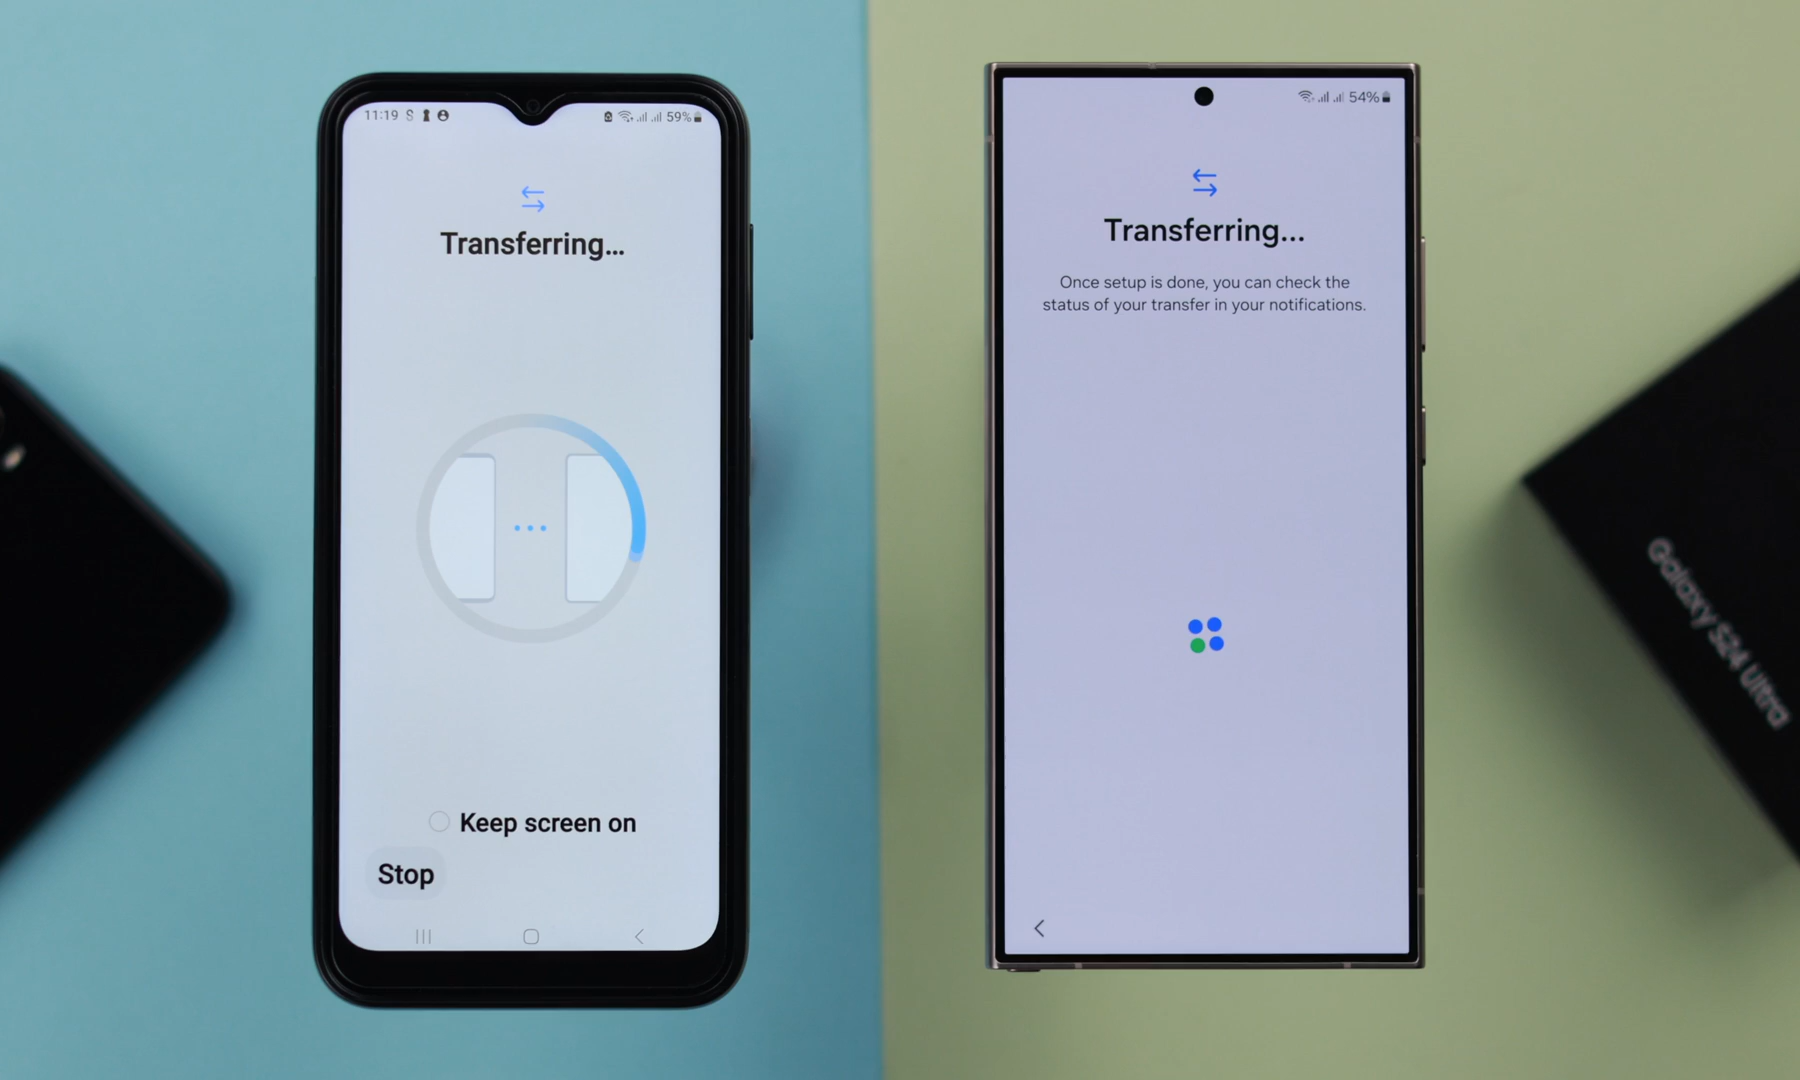 11:19
59%
Transferring...
Keep screen on
Stop
54%
Transferring...
Once setup is done, you can check the
status of your transfer in your notifications.
Galaxy S24 Ultra